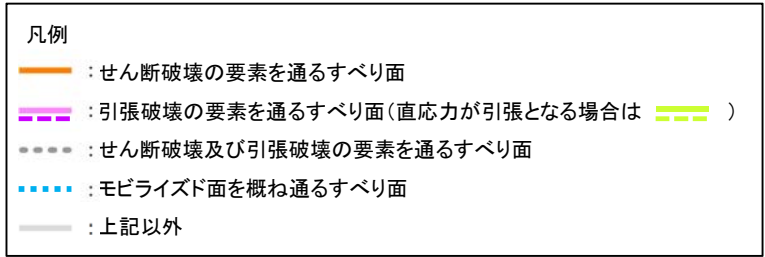 凡例
：せん断破壊の要素を通るすべり面
：引張破壊の要素を通るすべり面（直応力が引張となる場合は ）
：せん断破壊及び引張破壊の要素を通るすべり面
：モビライズド面を概ね通るすべり面
：上記以外